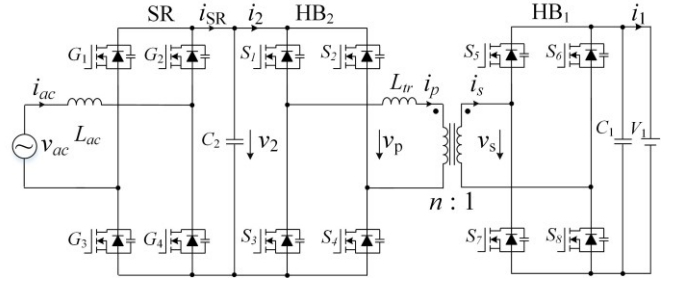 SR i_SR i_2 HB_2 HB_1 i_1
G_1 G_2 S_1 S_2 S_5 S_6
i_ac L_tr i_p i_s
v_ac L_ac C_2 v_2 v_p v_s C_1 V_1
n : 1
G_3 G_4 S_3 S_4 S_7 S_8